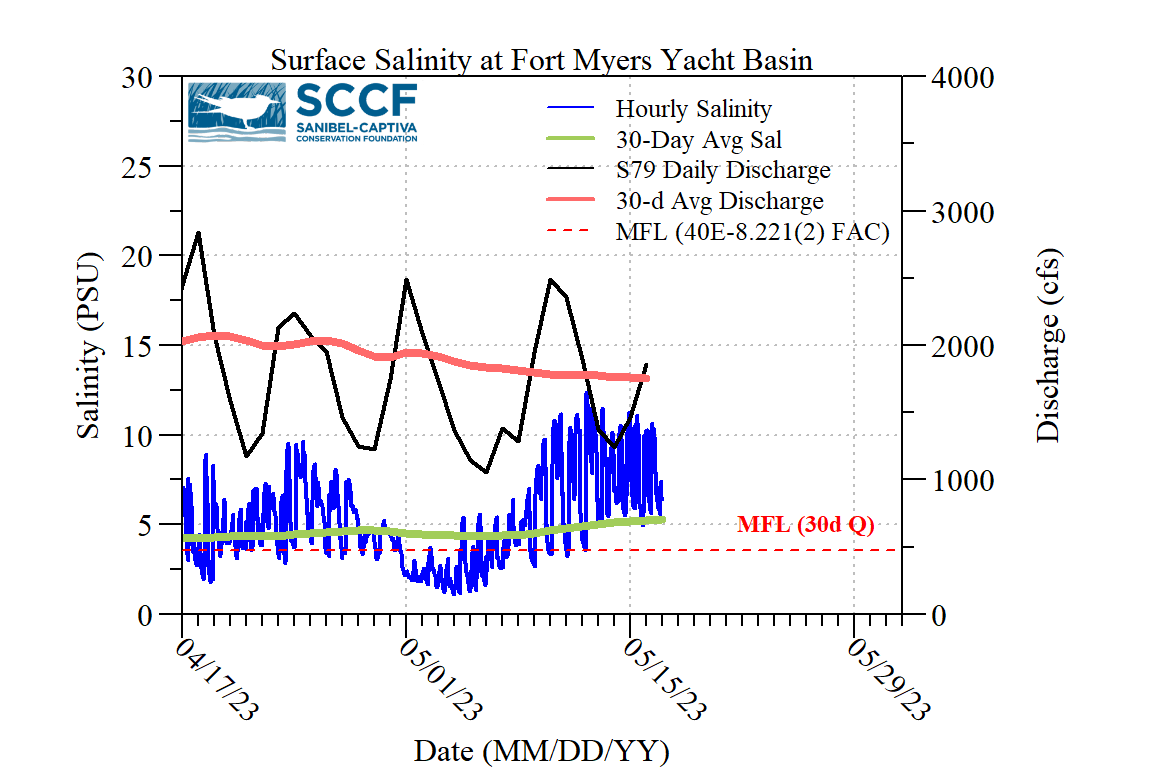 Surface Salinity at Fort Myers Yacht Basin
SCCF
SANIBEL-CAPTIVA
CONSERVATION FOUNDATION
Hourly Salinity
30-Day Avg Sal
S79 Daily Discharge
30-d Avg Discharge
MFL (40E-8.221(2) FAC)
30
25
20
15
10
5
0
Salinity (PSU)
4000
3000
2000
1000
0
Discharge (cfs)
MFL (30d Q)
04/17/23
05/01/23
05/15/23
05/29/23
Date (MM/DD/YY)